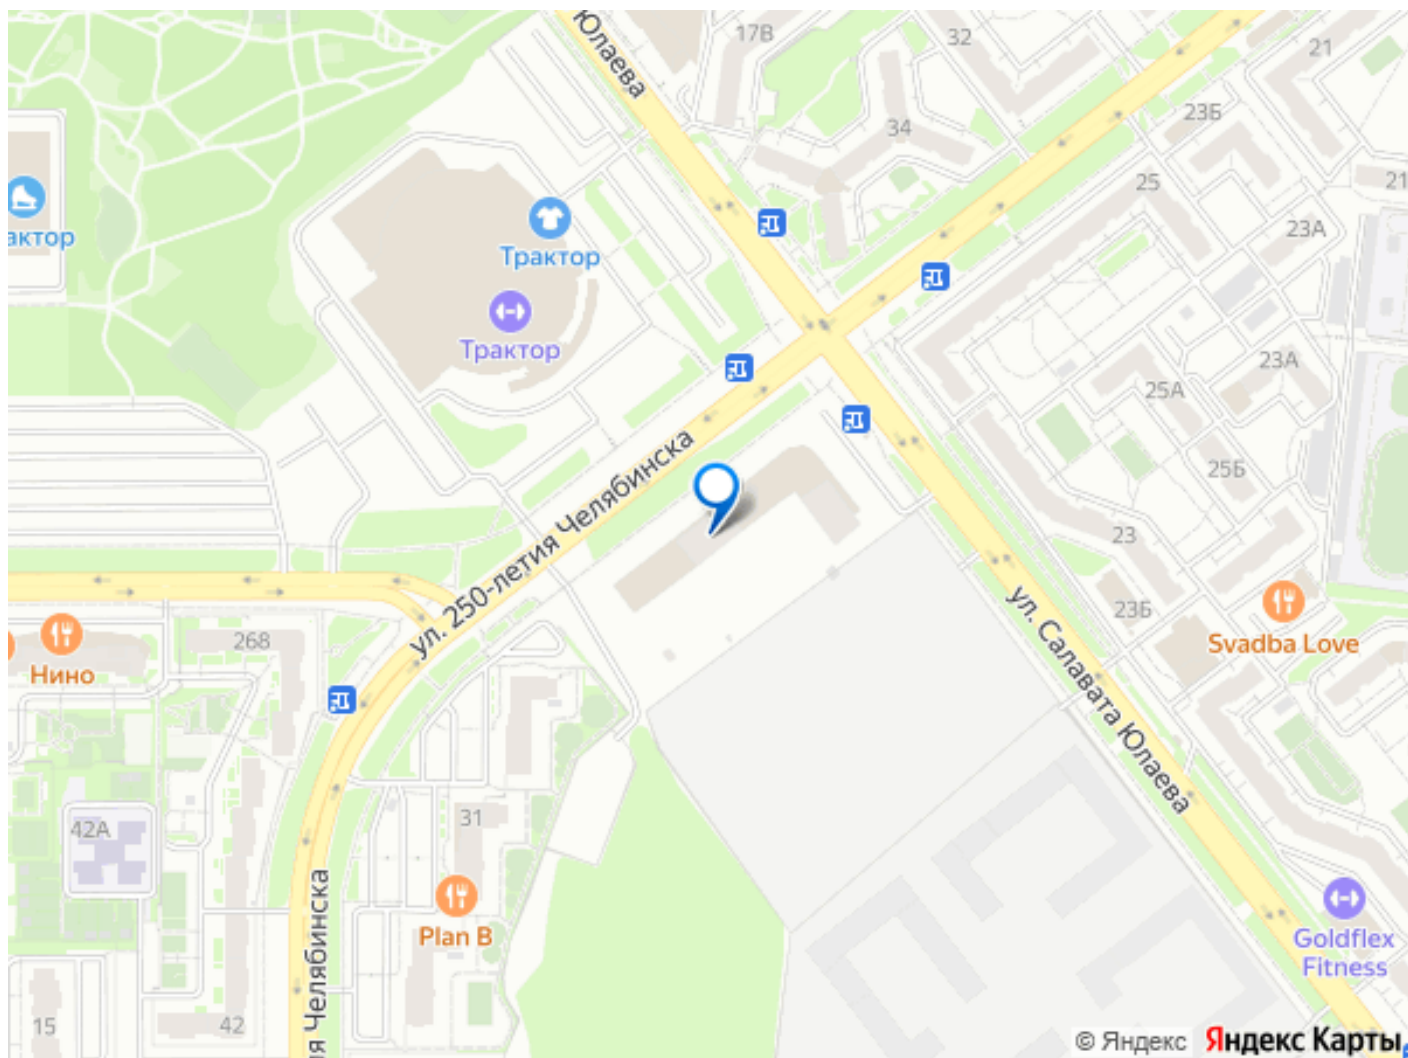 Юлаева
17В
32
21
23Б
34
25
21
23А
актор
Трактор
Трактор
23А
25А
25Б
ул. 250-летия Челябинска
23
23Б
ул. Салавата Юлаева
Svadba Love
268
Нино
31
42А
Plan B
Goldflex
Fitness
я Челябинска
15
42
© Яндекс
Яндекс Карты